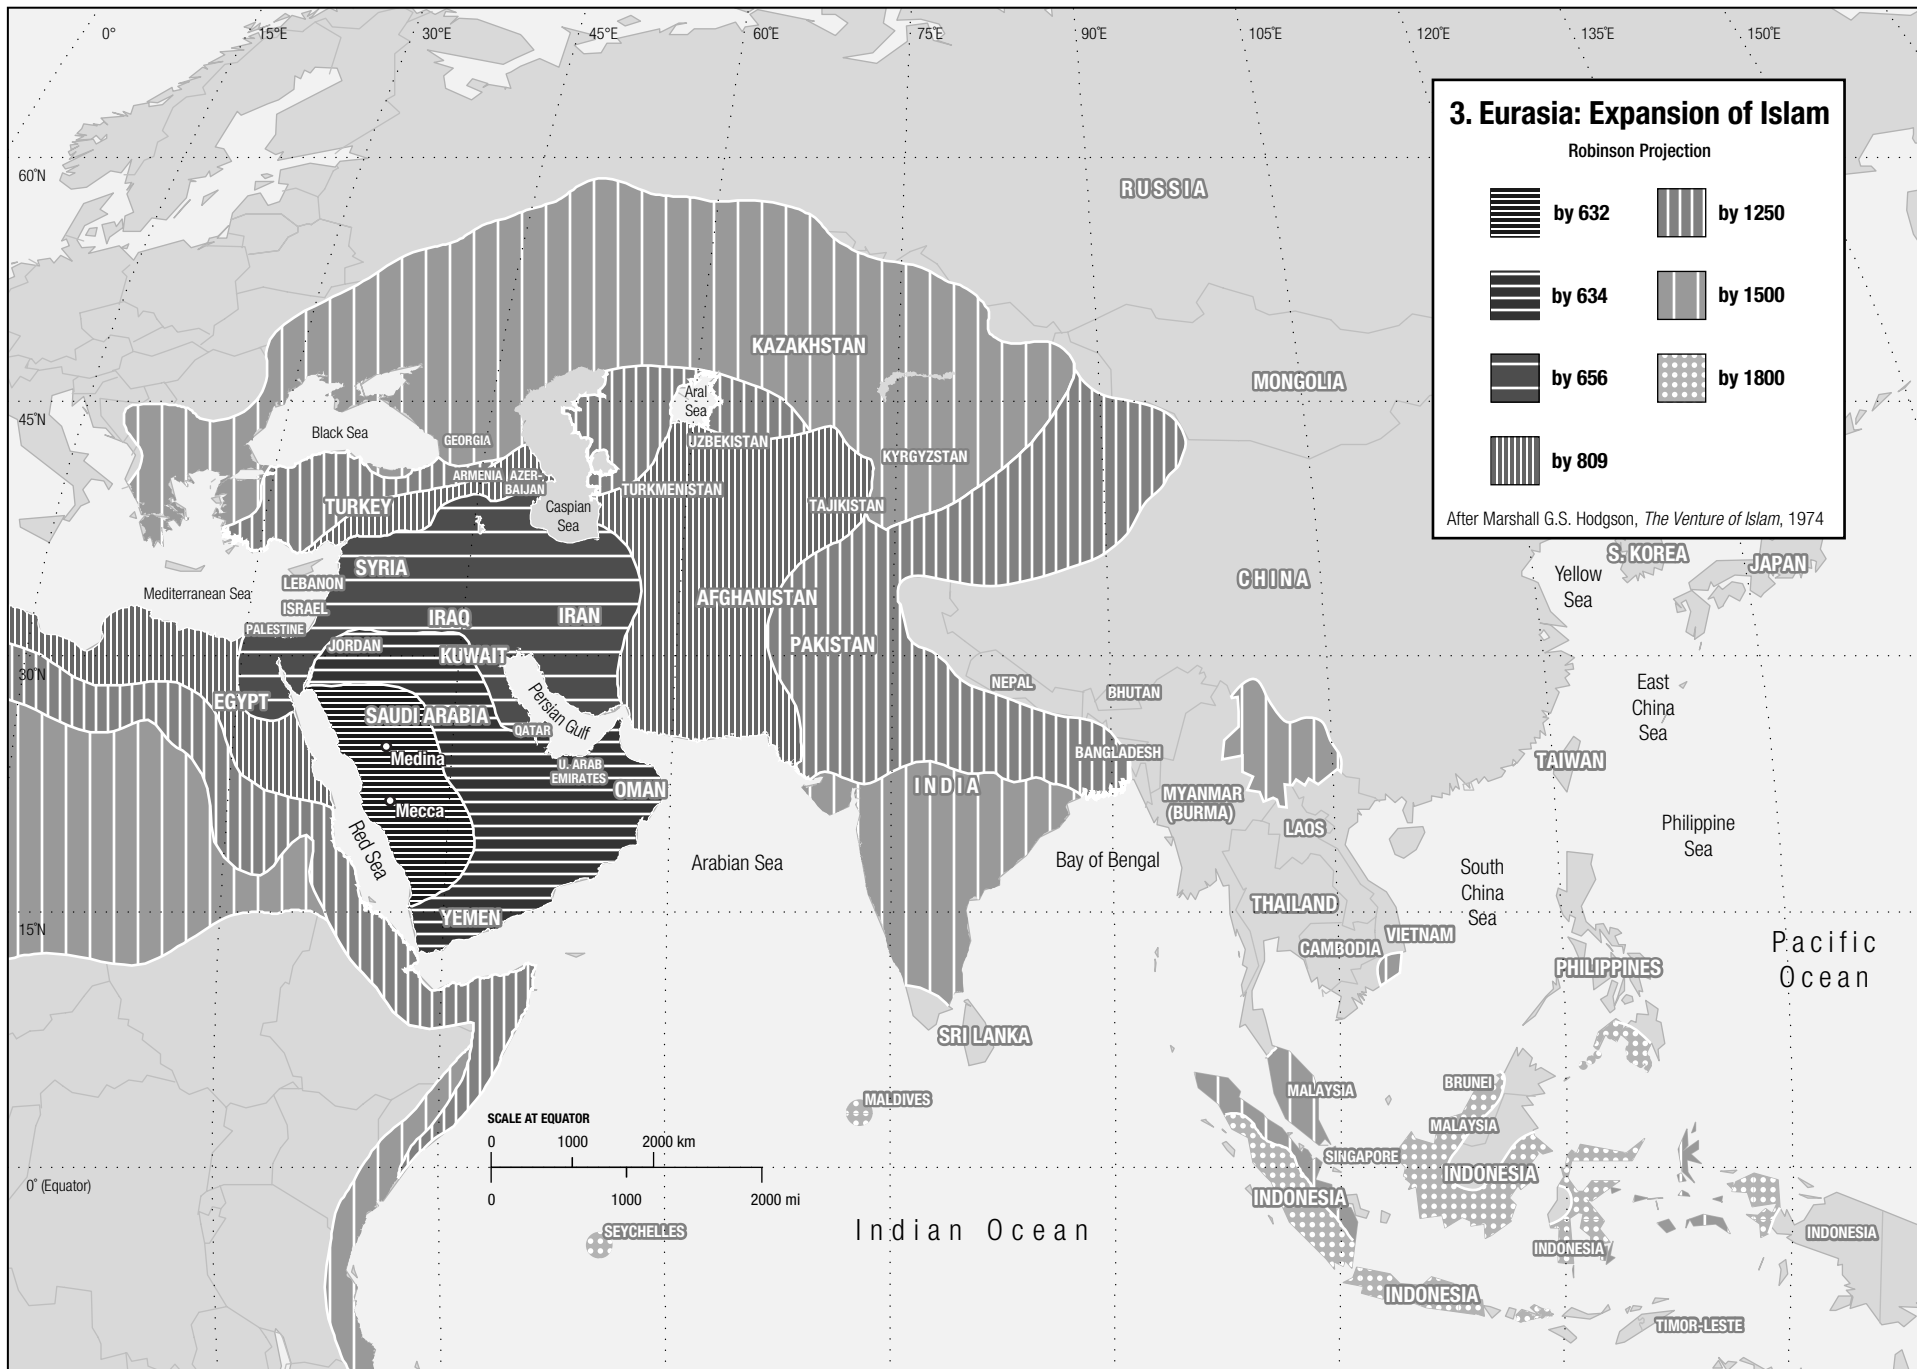 0°
15°E
30°E
45°E
60°E
75°E
90°E
105°E
120°E
135°E
150°E
3. Eurasia: Expansion of Islam
Robinson Projection
by 632
by 1250
by 634
by 1500
by 656
by 1800
by 809
After Marshall G.S. Hodgson, The Venture of Islam, 1974
60°N
45°N
30°N
15°N
0° (Equator)
RUSSIA
KAZAKHSTAN
MONGOLIA
Aral
Sea
Black Sea
GEORGIA
UZBEKISTAN
KYRGYZSTAN
ARMENIA
AZER-
BAIJAN
TURKMENISTAN
TURKEY
Caspian
Sea
TAJIKISTAN
S. KOREA
JAPAN
Yellow
Sea
CHINA
SYRIA
LEBANON
Mediterranean Sea
ISRAEL
PALESTINE
IRAQ
IRAN
AFGHANISTAN
JORDAN
KUWAIT
PAKISTAN
NEPAL
BHUTAN
East
China
Sea
EGYPT
SAUDI ARABIA
Persian Gulf
QATAR
Medina
U. ARAB
EMIRATES
OMAN
BANGLADESH
TAIWAN
INDIA
MYANMAR
(BURMA)
Mecca
LAOS
Red Sea
Arabian Sea
Bay of Bengal
South
China
Sea
Philippine
Sea
YEMEN
THAILAND
VIETNAM
CAMBODIA
PHILIPPINES
Pacific
Ocean
SRI LANKA
MALDIVES
MALAYSIA
BRUNEI
MALAYSIA
SINGAPORE
INDONESIA
INDONESIA
SCALE AT EQUATOR
0
1000
2000 km
0
1000
2000 mi
SEYCHELLES
Indian Ocean
INDONESIA
INDONESIA
INDONESIA
TIMOR-LESTE